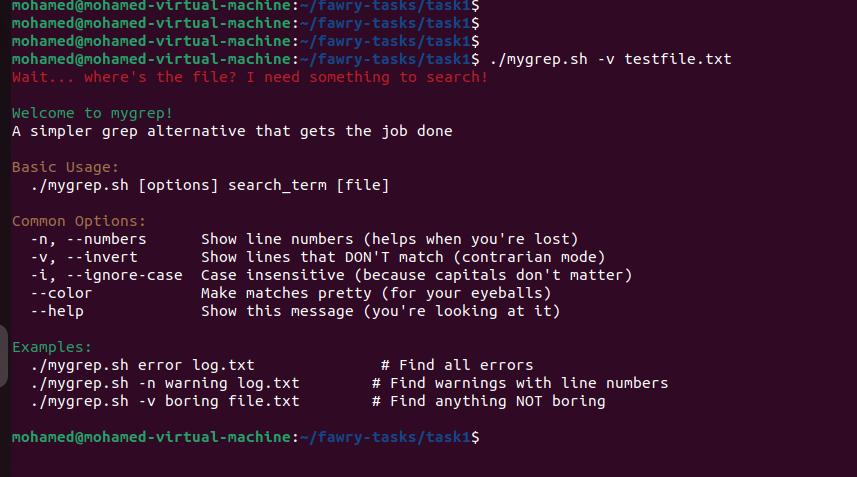 mohamed@mohamed-virtual-machine:~/fawry-tasks/task1$
mohamed@mohamed-virtual-machine:~/fawry-tasks/task1$
mohamed@mohamed-virtual-machine:~/fawry-tasks/task1$
mohamed@mohamed-virtual-machine:~/fawry-tasks/task1$ ./mygrep.sh -v testfile.txt
Wait... where's the file? I need something to search!
Welcome to mygrep!
A simpler grep alternative that gets the job done
Basic Usage:
  ./mygrep.sh [options] search_term [file]
Common Options:
  -n, --numbers      Show line numbers (helps when you're lost)
  -v, --invert       Show lines that DON'T match (contrarian mode)
  -i, --ignore-case  Case insensitive (because capitals don't matter)
  --color            Make matches pretty (for your eyeballs)
  --help             Show this message (you're looking at it)
Examples:
  ./mygrep.sh error log.txt              # Find all errors
  ./mygrep.sh -n warning log.txt        # Find warnings with line numbers
  ./mygrep.sh -v boring file.txt        # Find anything NOT boring
mohamed@mohamed-virtual-machine:~/fawry-tasks/task1$